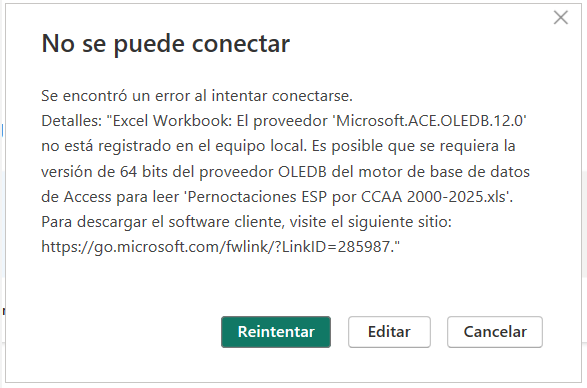 No se puede conectar
Se encontró un error al intentar conectarse.
Detalles: "Excel Workbook: El proveedor 'Microsoft.ACE.OLEDB.12.0'
no está registrado en el equipo local. Es posible que se requiera la
versión de 64 bits del proveedor OLEDB del motor de base de datos
de Access para leer 'Pernoctaciones ESP por CCAA 2000-2025.xls'.
Para descargar el software cliente, visite el siguiente sitio:
https://go.microsoft.com/fwlink/?LinkID=285987."
Reintentar
Editar
Cancelar